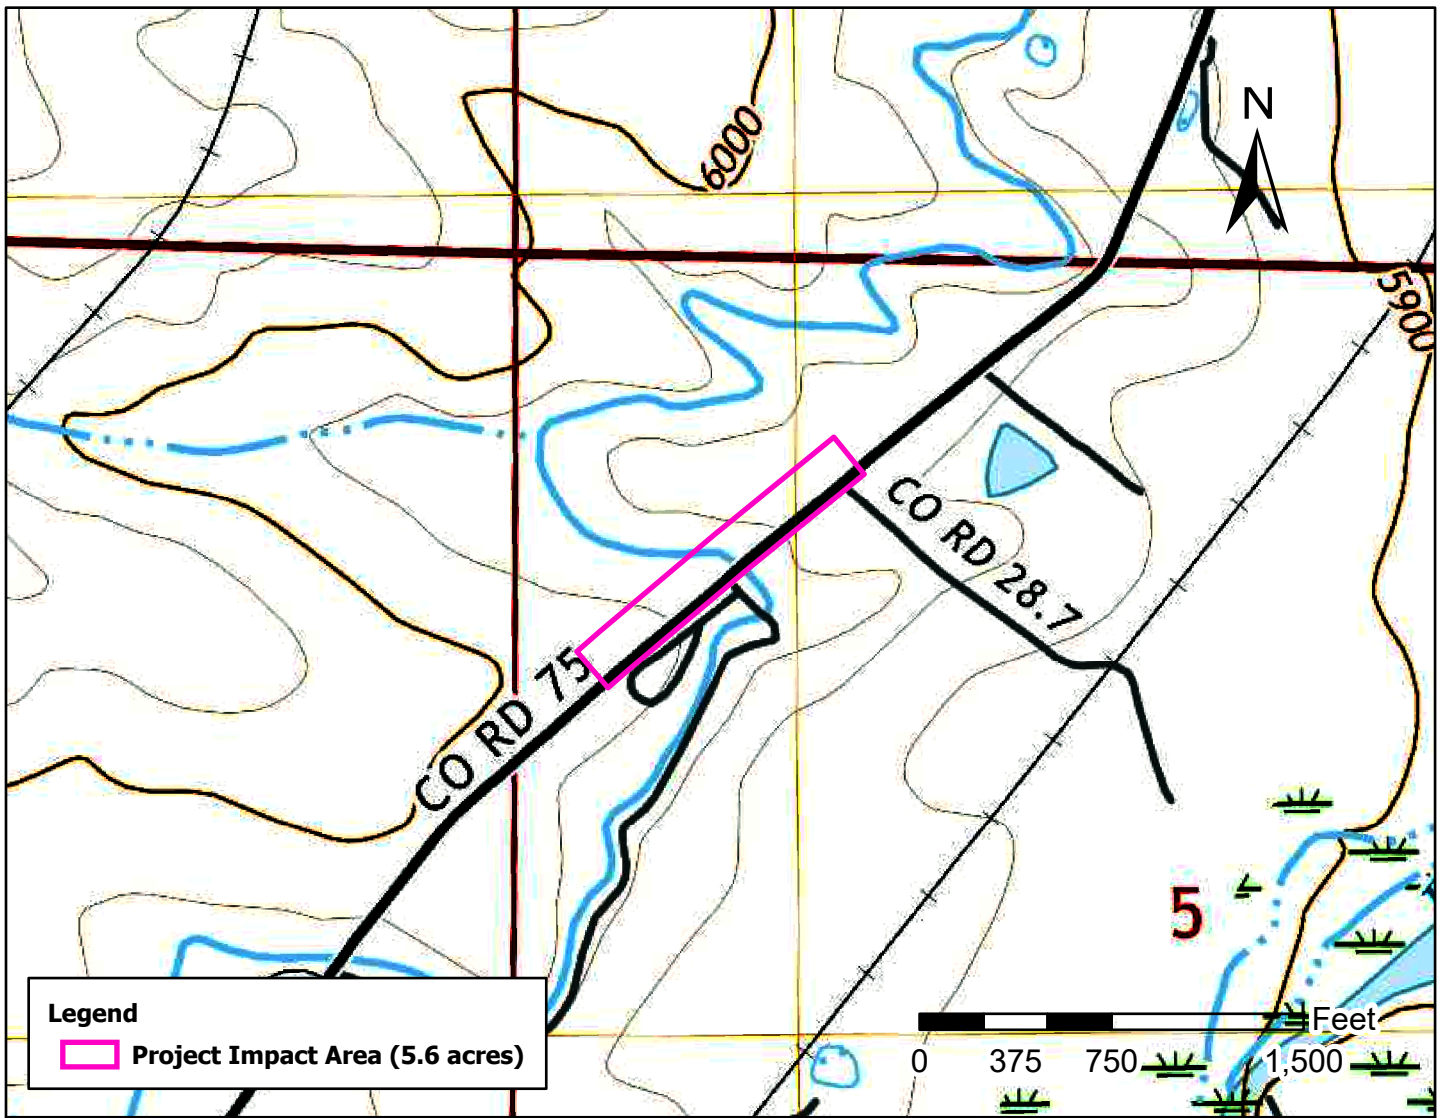 6000
N
5900
CO RD 28.7
CO RD 75
5
Legend
Project Impact Area (5.6 acres)
Feet
0 375 750 1,500